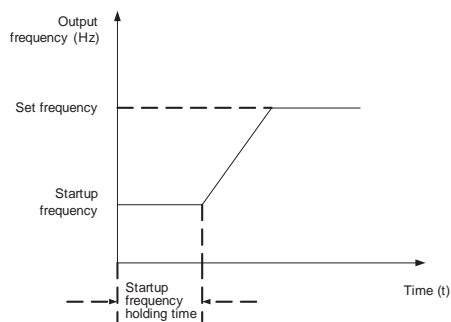 Output
frequency (Hz)
Set frequency
Startup
frequency
Time (t)
Startup
frequency
holding time